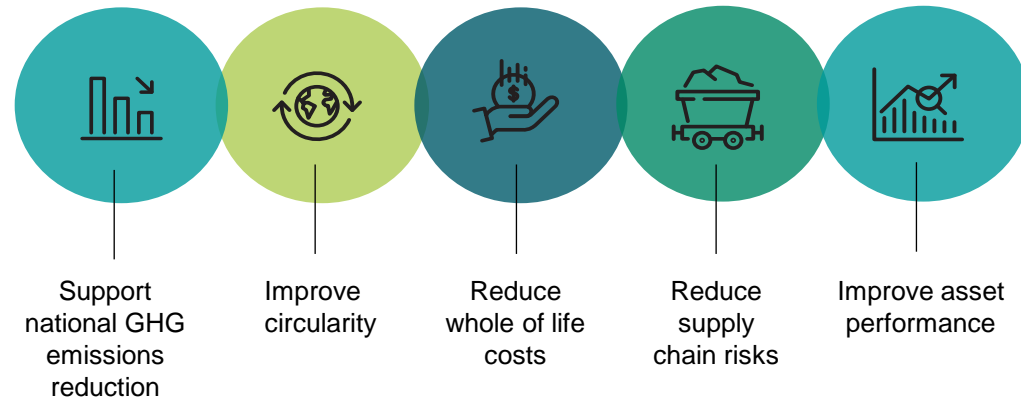 $
Support
national GHG
emissions
reduction
Improve
circularity
Reduce
whole of life
costs
Reduce
supply
chain risks
Improve asset
performance